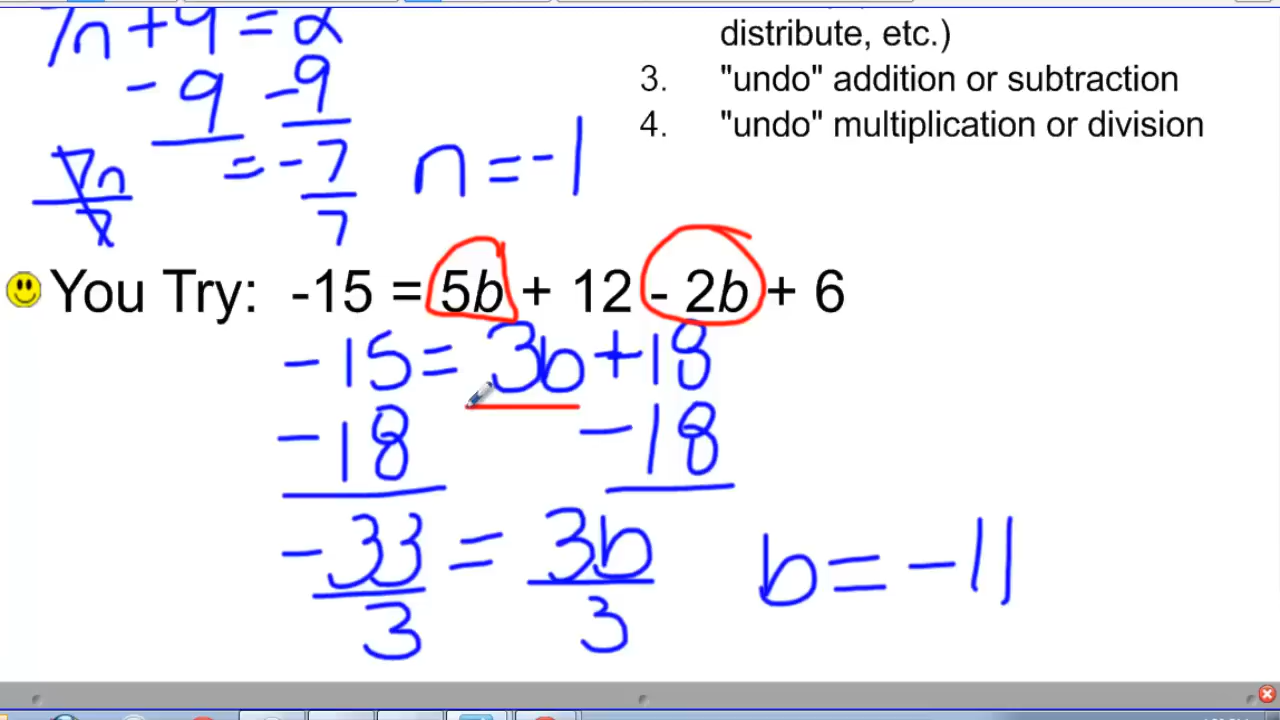 7n + 9 = 2
- 9 - 9
7n = - 7
7 7
n = - 1
distribute, etc.)
3. "undo" addition or subtraction
4. "undo" multiplication or division
You Try: -15 = 5b + 12 - 2b + 6
- 15 = 3b + 18
- 18 - 18
- 33 = 3b
3 3
b = - 11